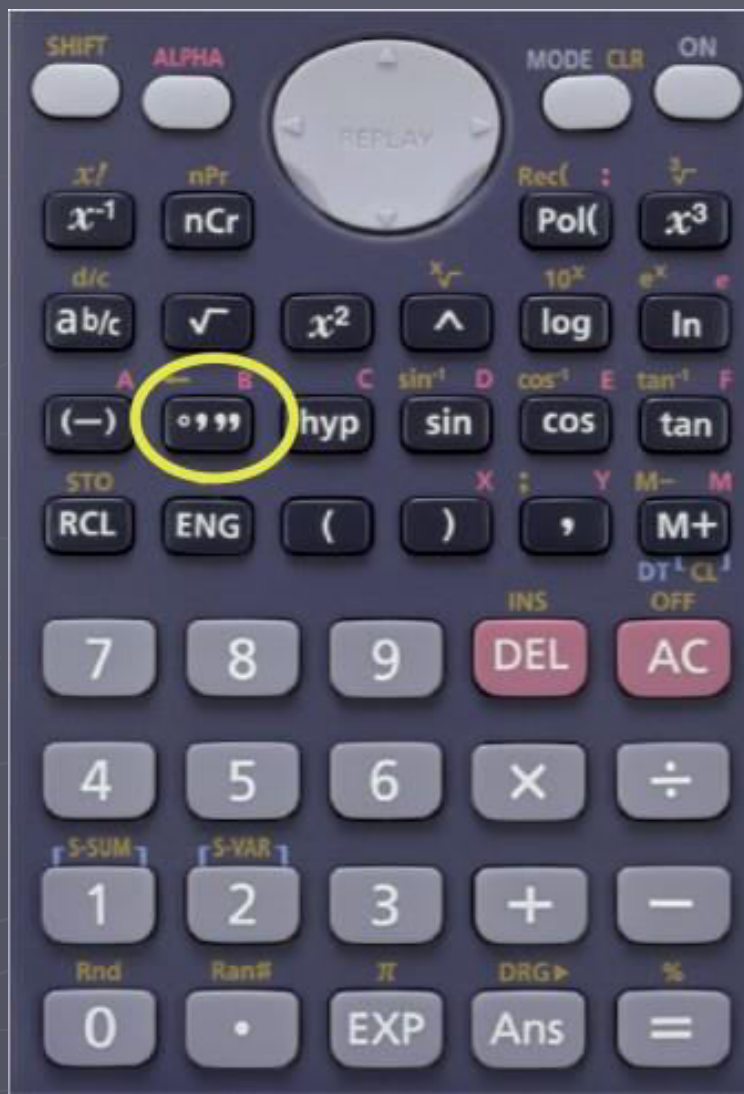 SHIFT ALPHA MODE CLR ON
REPLAY
x! nPr Rec( : ³√
x⁻¹ nCr Pol( x³
d/c ˣ√ 10ˣ eˣ e
a b/c √ x² ^ log ln
A ← B C sin⁻¹ D cos⁻¹ E tan⁻¹ F
(−) °,,, hyp sin cos tan
STO X ; Y M− M
RCL ENG ( ) , M+
DT CL
INS OFF
7 8 9 DEL AC
4 5 6 × ÷
S-SUM S-VAR
1 2 3 + −
Rnd Ran# π DRG► %
0 . EXP Ans =